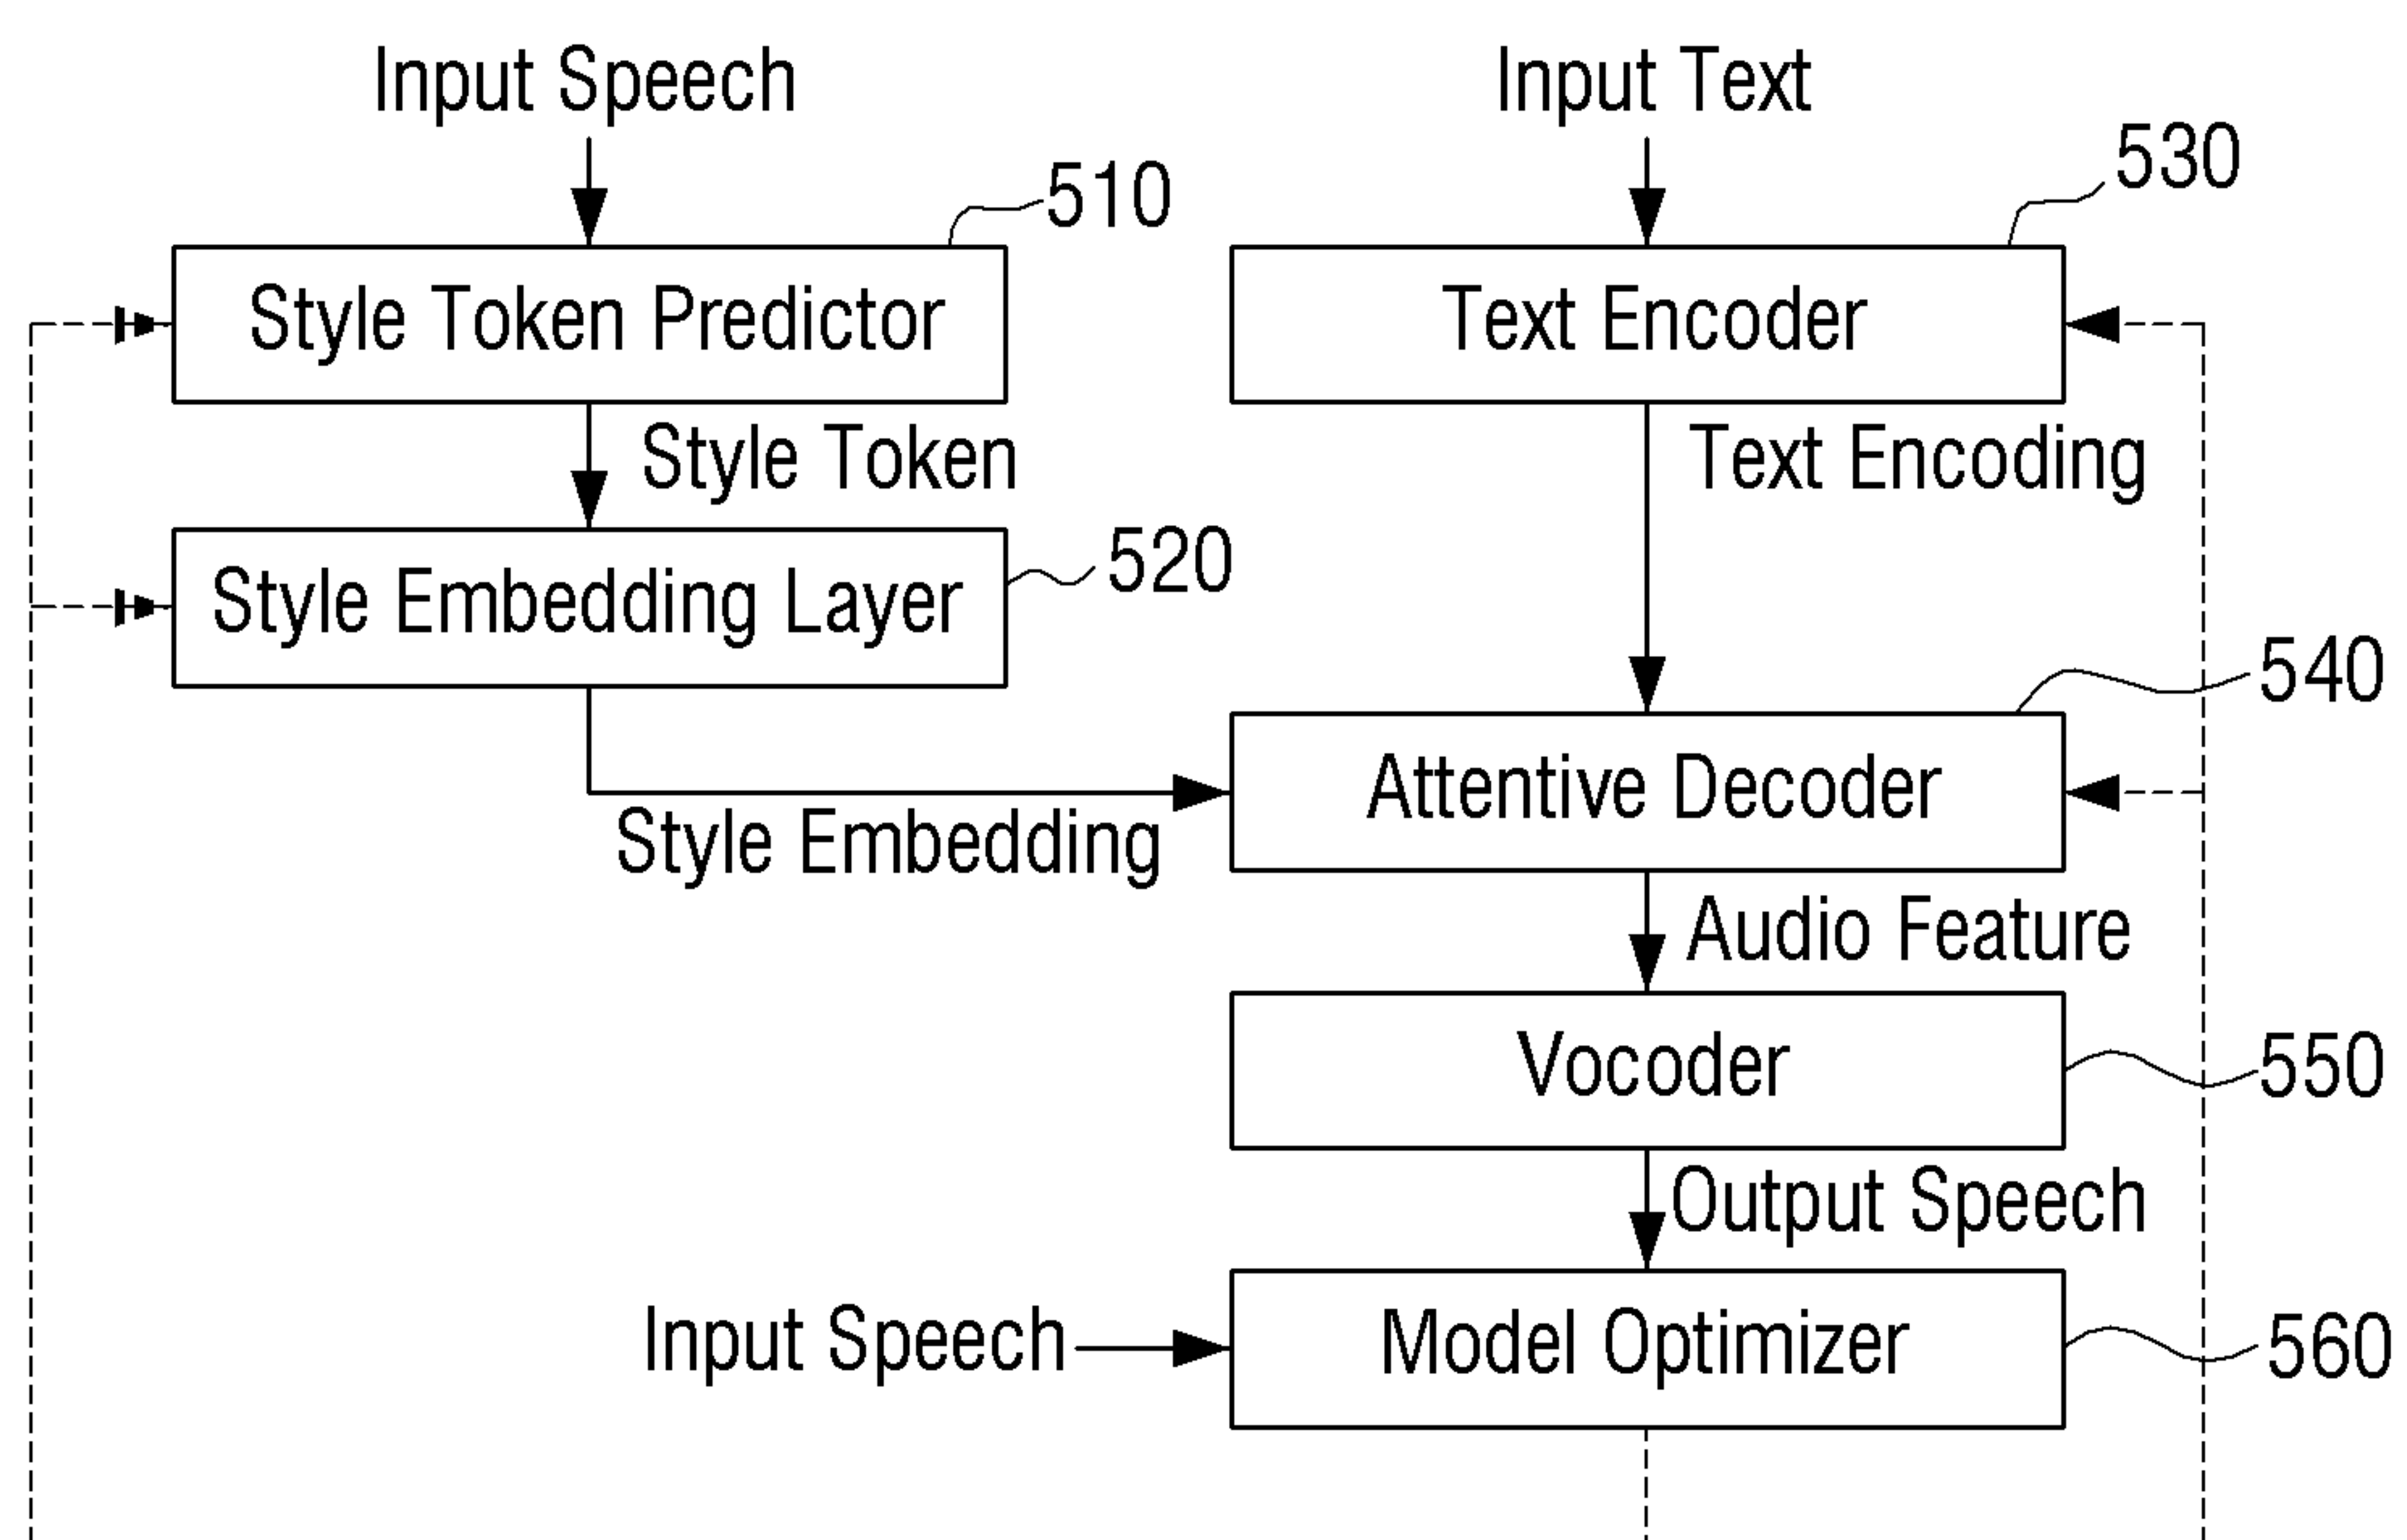 Input Speech
Input Text
510
530
Style Token Predictor
Text Encoder
Style Token
Text Encoding
520
Style Embedding Layer
540
Attentive Decoder
Style Embedding
Audio Feature
Vocoder
550
Output Speech
Input Speech
Model Optimizer
560